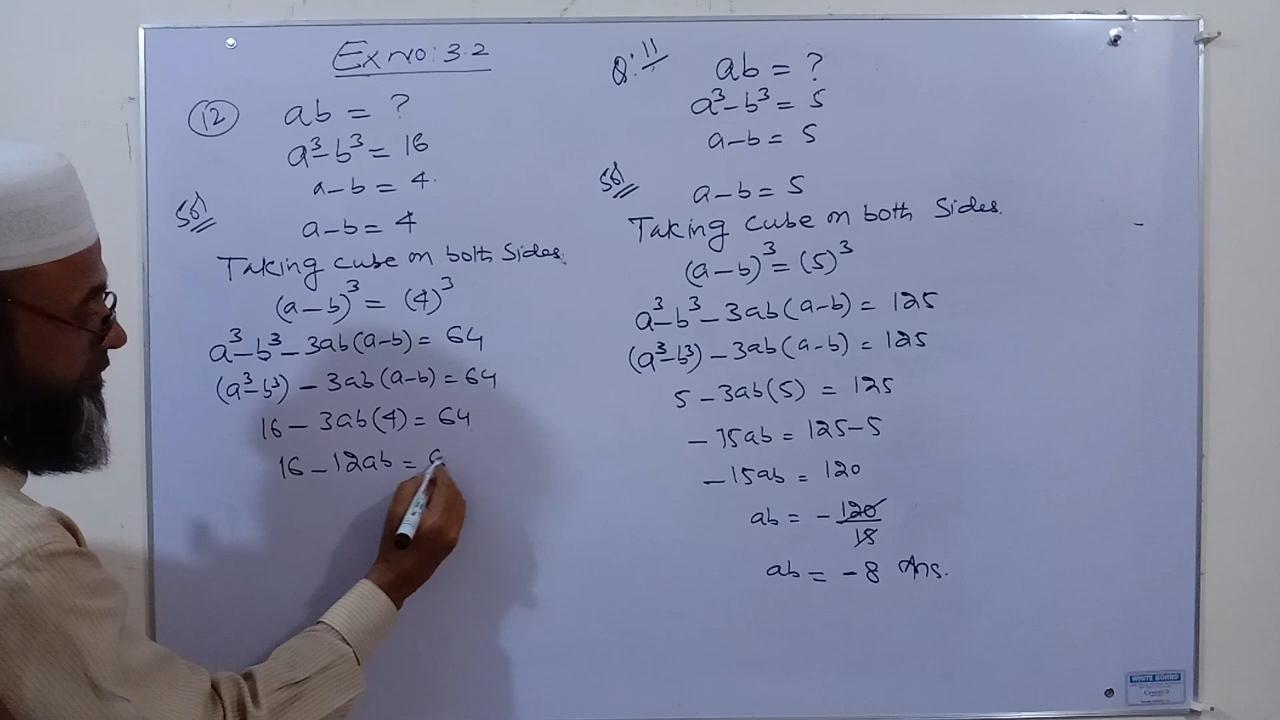 Ex no: 3.2
(12) ab = ?
a³-b³ = 16
a-b = 4.
Sol
a-b = 4
Taking cube on both Sides.
(a-b)³ = (4)³
a³-b³-3ab(a-b) = 64
(a³-b³) - 3ab(a-b) = 64
16 - 3ab(4) = 64
16 - 12ab = 6
Q:11
ab = ?
a³-b³ = 5
a-b = 5
Sol
a-b = 5
Taking cube on both Sides.
(a-b)³ = (5)³
a³-b³-3ab(a-b) = 125
(a³-b³) - 3ab(a-b) = 125
5 - 3ab(5) = 125
-15ab = 125-5
-15ab = 120
ab = -120/15
ab = -8 Ans.
WHITE BOARD